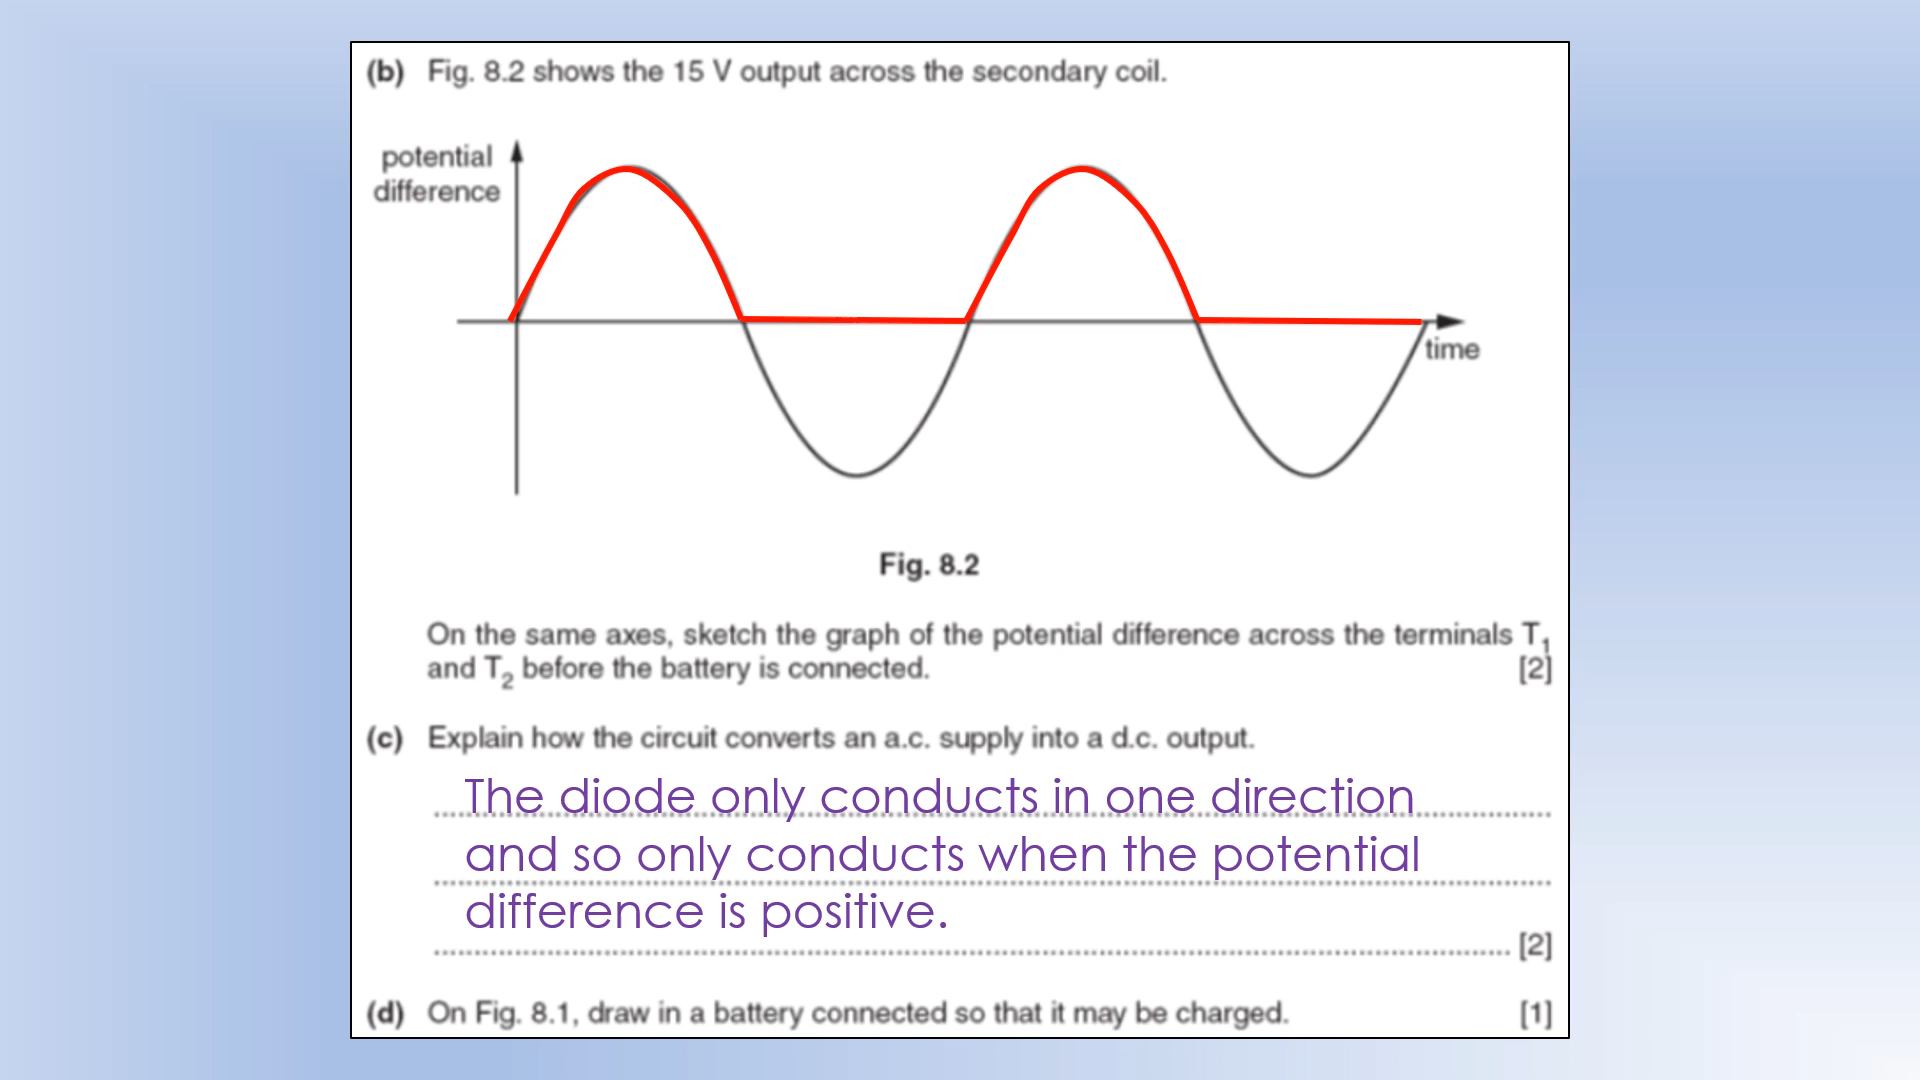 (b) Fig. 8.2 shows the 15 V output across the secondary coil.
potential
difference
time
Fig. 8.2
On the same axes, sketch the graph of the potential difference across the terminals T1
and T2 before the battery is connected. [2]
(c) Explain how the circuit converts an a.c. supply into a d.c. output.
The diode only conducts in one direction
and so only conducts when the potential
difference is positive.
[2]
(d) On Fig. 8.1, draw in a battery connected so that it may be charged. [1]